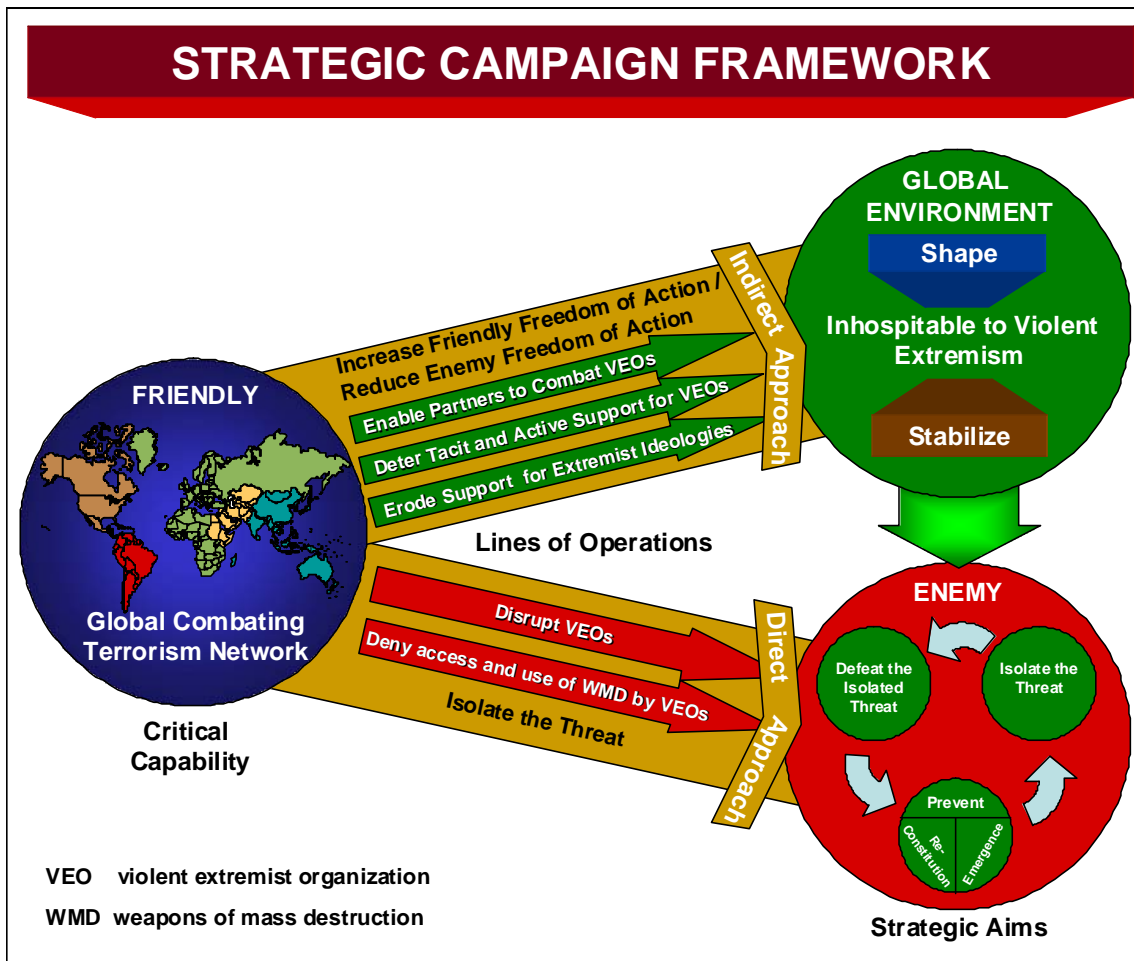 STRATEGIC CAMPAIGN FRAMEWORK
GLOBAL
ENVIRONMENT
Shape
Inhospitable to Violent
Extremism
Stabilize
Indirect Approach
Increase Friendly Freedom of Action /
Reduce Enemy Freedom of Action
Enable Partners to Combat VEOs
Deter Tacit and Active Support for VEOs
Erode Support for Extremist Ideologies
FRIENDLY
Global Combating
Terrorism Network
Critical
Capability
Lines of Operations
Disrupt VEOs
Deny access and use of WMD by VEOs
Isolate the Threat
Direct Approach
ENEMY
Defeat the
Isolated
Threat
Isolate the
Threat
Prevent
Re-
Constitution
Emergence
Strategic Aims
VEO violent extremist organization
WMD weapons of mass destruction